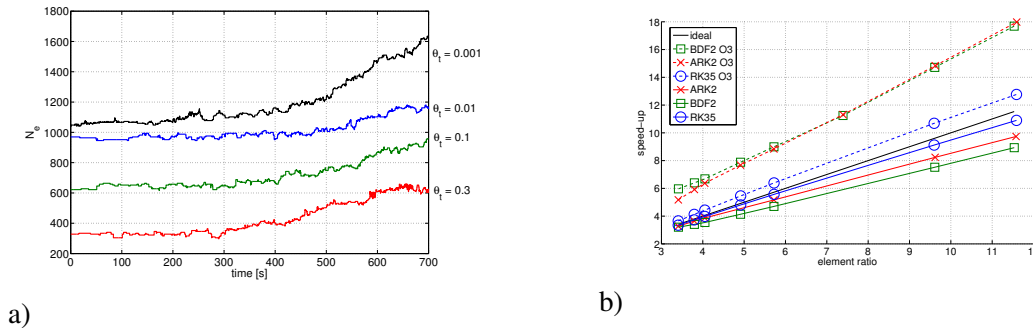 1800
1600
1400
1200
1000
800
600
400
200
0
100
200
300
400
500
600
700
N_e
time [s]
θ_t = 0.001
θ_t = 0.01
θ_t = 0.1
θ_t = 0.3
a)
18
16
14
12
10
8
6
4
2
3
4
5
6
7
8
9
10
11
speed−up
element ratio
ideal
BDF2 O3
ARK2 O3
RK35 O3
ARK2
BDF2
RK35
b)